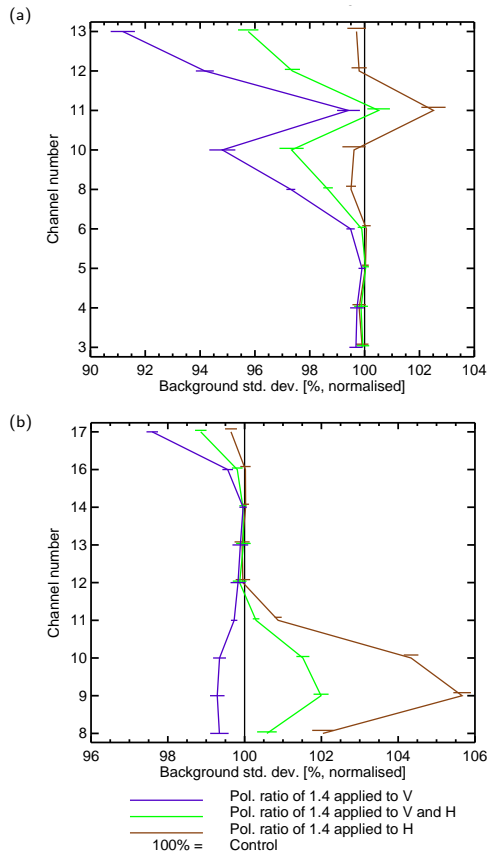 (a)
13
12
11
10
8
6
5
4
3
Channel number
90 92 94 96 98 100 102 104
Background std. dev. [%, normalised]
(b)
17
16
14
13
12
11
10
9
8
Channel number
96 98 100 102 104 106
Background std. dev. [%, normalised]
Pol. ratio of 1.4 applied to V
Pol. ratio of 1.4 applied to V and H
Pol. ratio of 1.4 applied to H
100% = Control